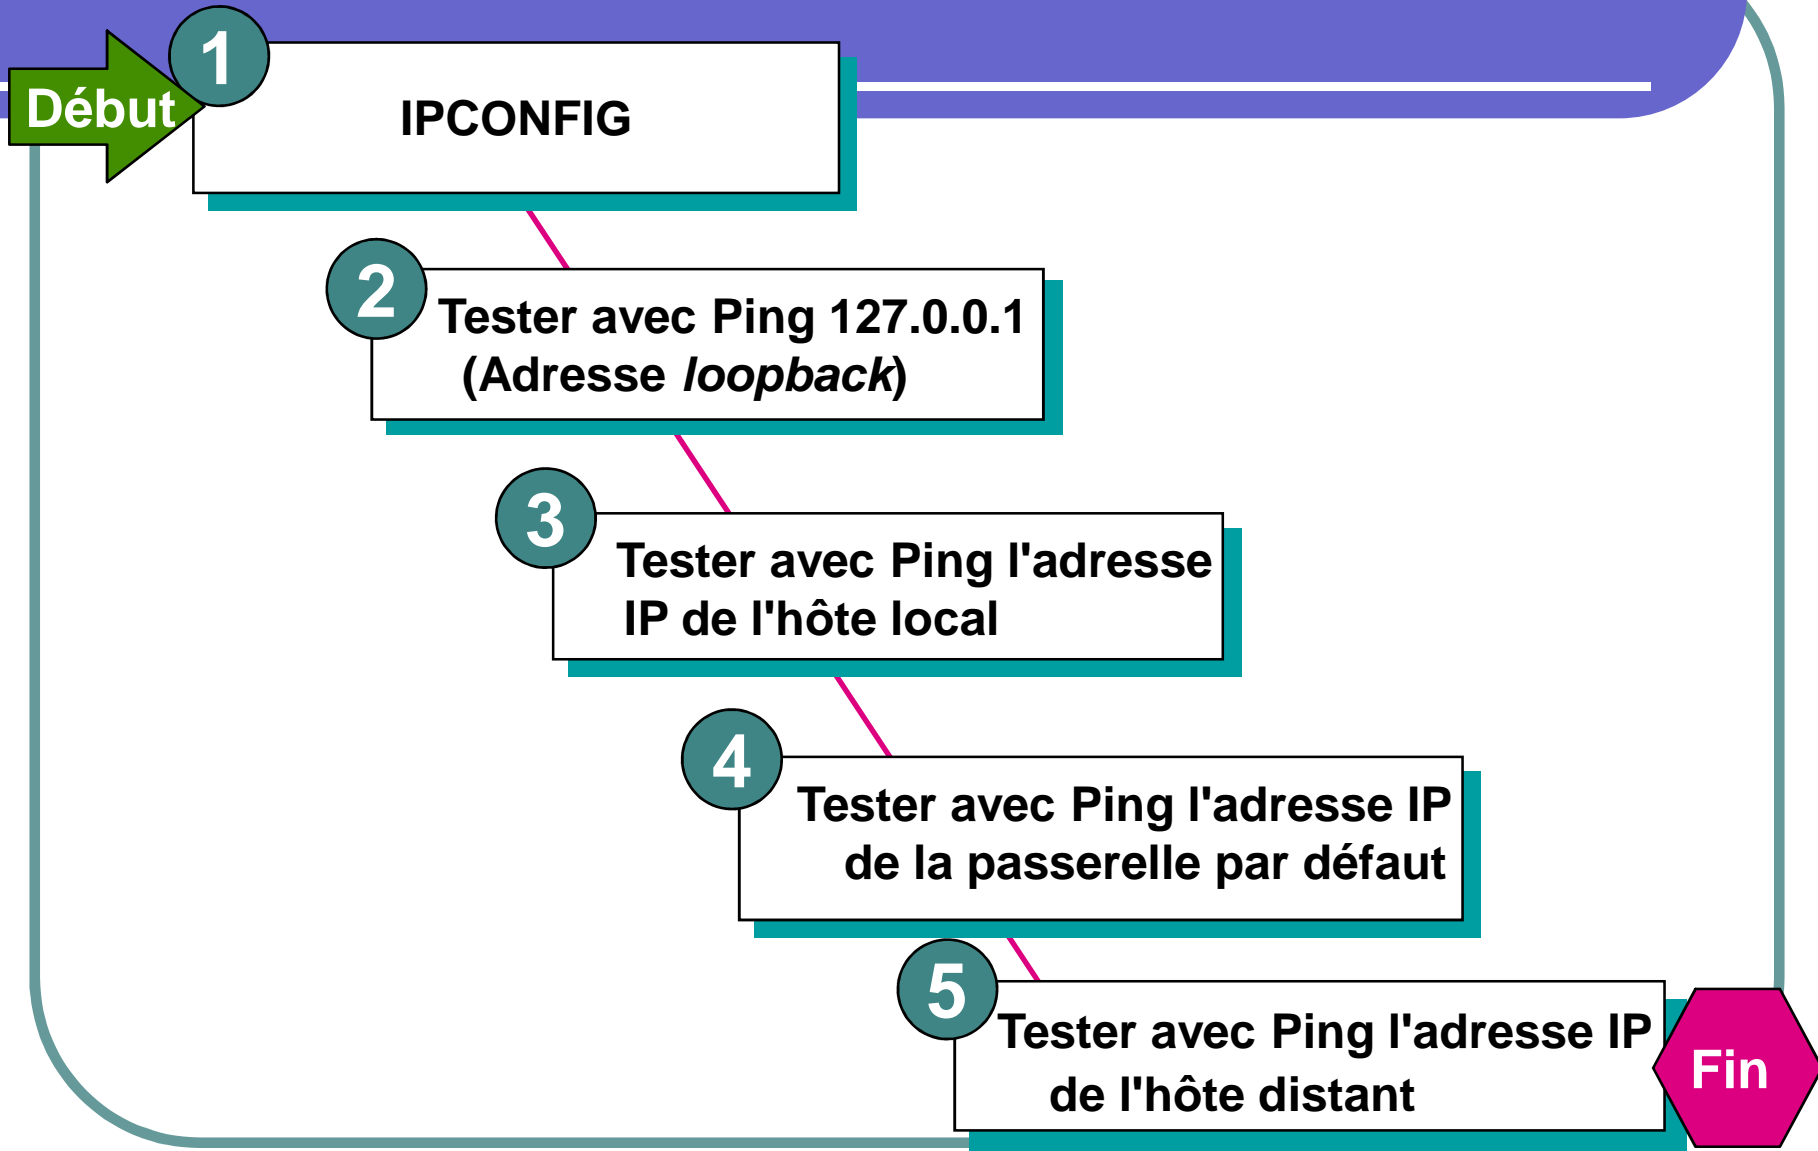 Début
1
IPCONFIG
2
Tester avec Ping 127.0.0.1
(Adresse loopback)
3
Tester avec Ping l'adresse
IP de l'hôte local
4
Tester avec Ping l'adresse IP
de la passerelle par défaut
5
Tester avec Ping l'adresse IP
de l'hôte distant
Fin